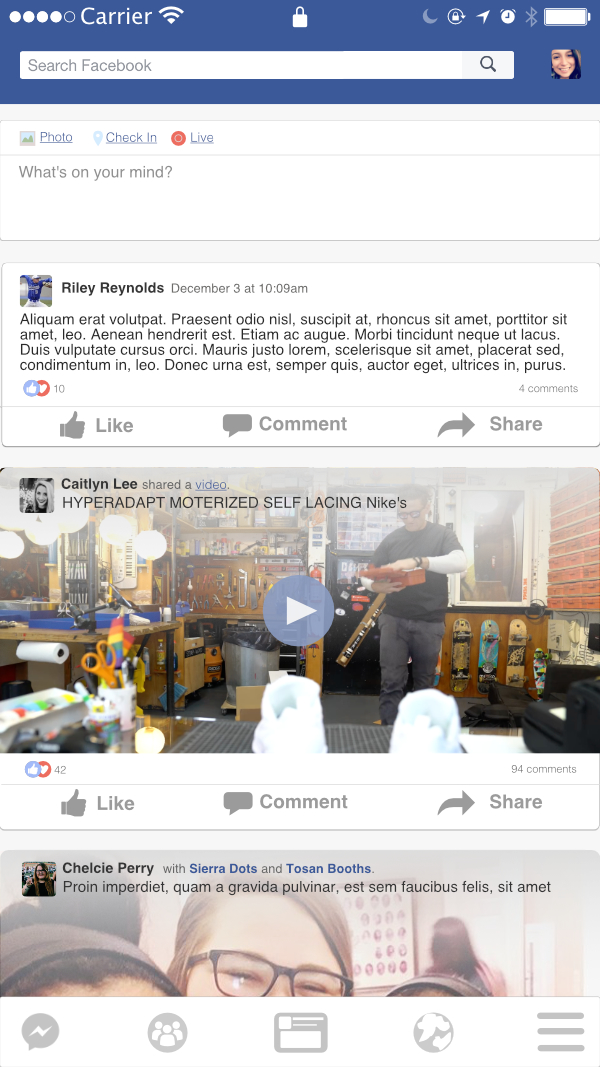 Carrier
Search Facebook
Photo Check In Live
What's on your mind?
Riley Reynolds December 3 at 10:09am
Aliquam erat volutpat. Praesent odio nisl, suscipit at, rhoncus sit amet, porttitor sit
amet, leo. Aenean hendrerit est. Etiam ac augue. Morbi tincidunt neque ut lacus.
Duis vulputate cursus orci. Mauris justo lorem, scelerisque sit amet, placerat sed,
condimentum in, leo. Donec urna est, semper quis, auctor eget, ultrices in, purus.
10 4 comments
Like Comment Share
Caitlyn Lee shared a video.
HYPERADAPT MOTERIZED SELF LACING Nike's
42 94 comments
Like Comment Share
Chelcie Perry with Sierra Dots and Tosan Booths.
Proin imperdiet, quam a gravida pulvinar, est sem faucibus felis, sit amet